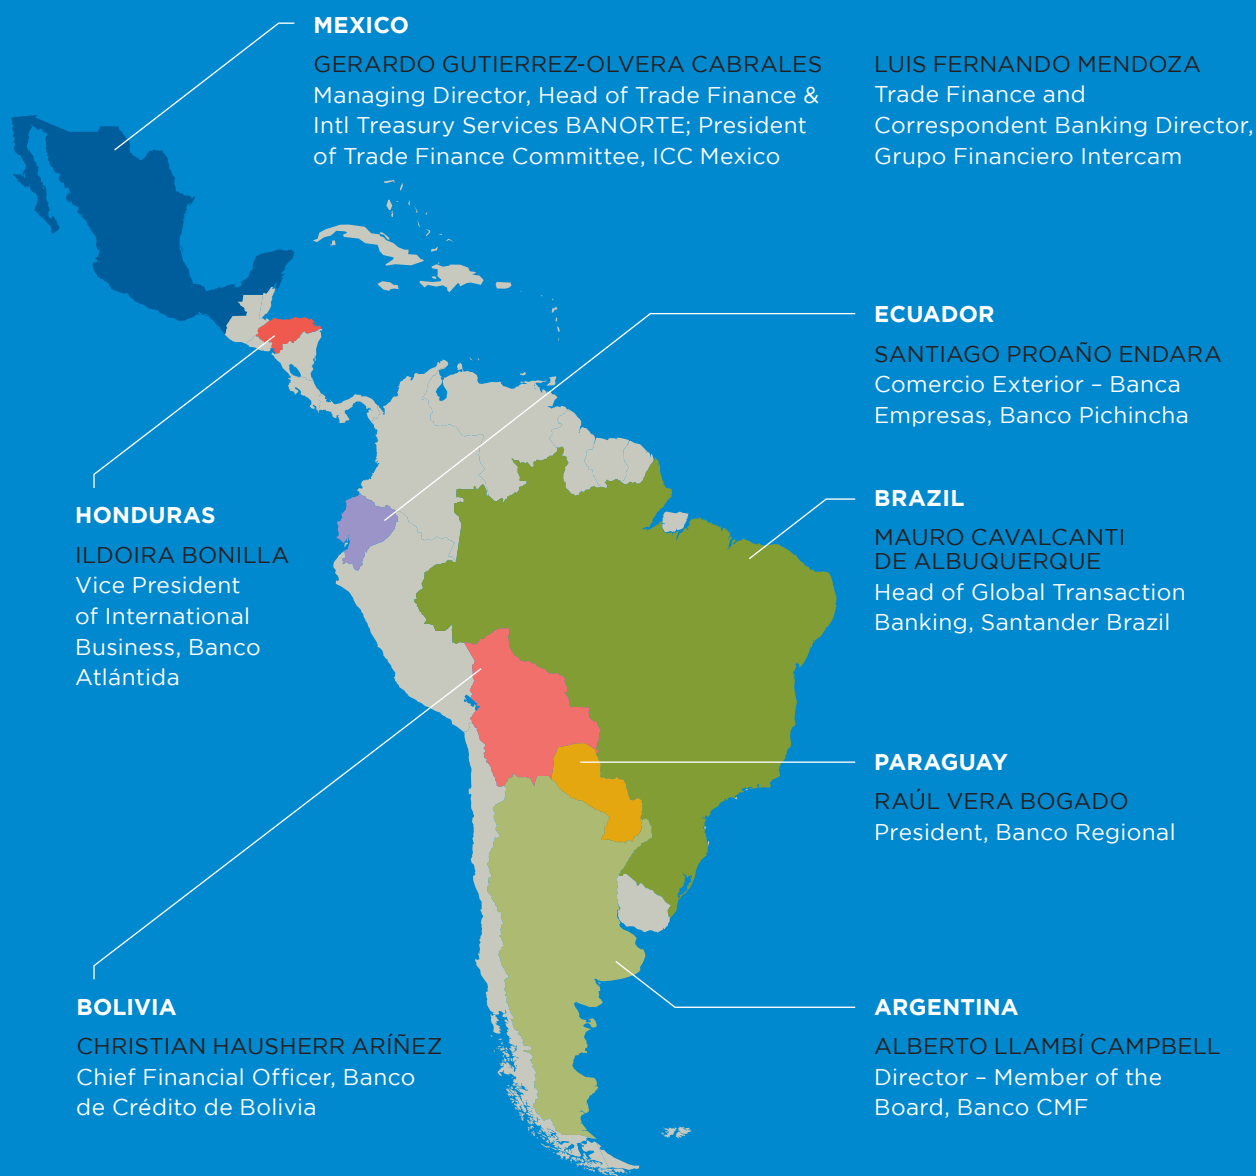 MEXICO
GERARDO GUTIERREZ-OLVERA CABRALES
Managing Director, Head of Trade Finance &
Intl Treasury Services BANORTE; President
of Trade Finance Committee, ICC Mexico
LUIS FERNANDO MENDOZA
Trade Finance and
Correspondent Banking Director,
Grupo Financiero Intercam
ECUADOR
SANTIAGO PROAÑO ENDARA
Comercio Exterior – Banca
Empresas, Banco Pichincha
HONDURAS
ILDOIRA BONILLA
Vice President
of International
Business, Banco
Atlántida
BRAZIL
MAURO CAVALCANTI
DE ALBUQUERQUE
Head of Global Transaction
Banking, Santander Brazil
PARAGUAY
RAÚL VERA BOGADO
President, Banco Regional
BOLIVIA
CHRISTIAN HAUSHERR ARÍÑEZ
Chief Financial Officer, Banco
de Crédito de Bolivia
ARGENTINA
ALBERTO LLAMBÍ CAMPBELL
Director – Member of the
Board, Banco CMF